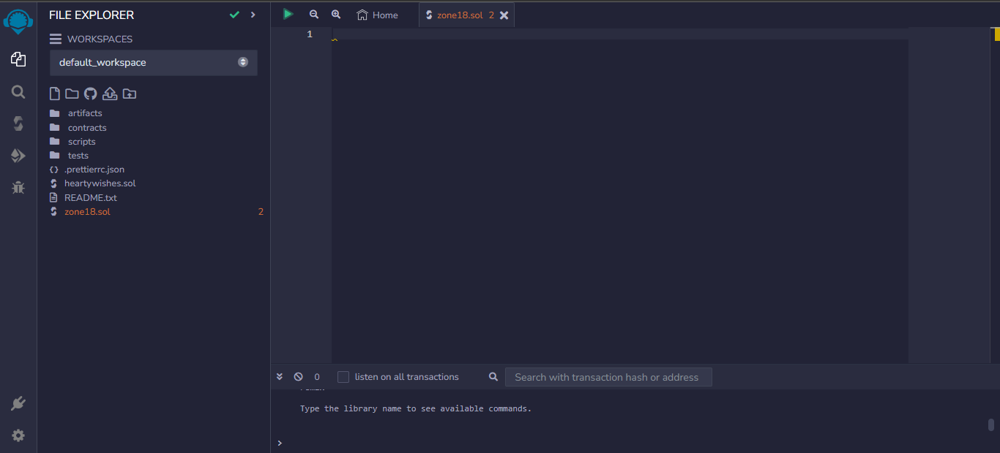 FILE EXPLORER
WORKSPACES
default_workspace
artifacts
contracts
scripts
tests
{} .prettierrc.json
heartywishes.sol
README.txt
zone18.sol 2
Home
zone18.sol 2
1
0 listen on all transactions Search with transaction hash or address
Type the library name to see available commands.
>